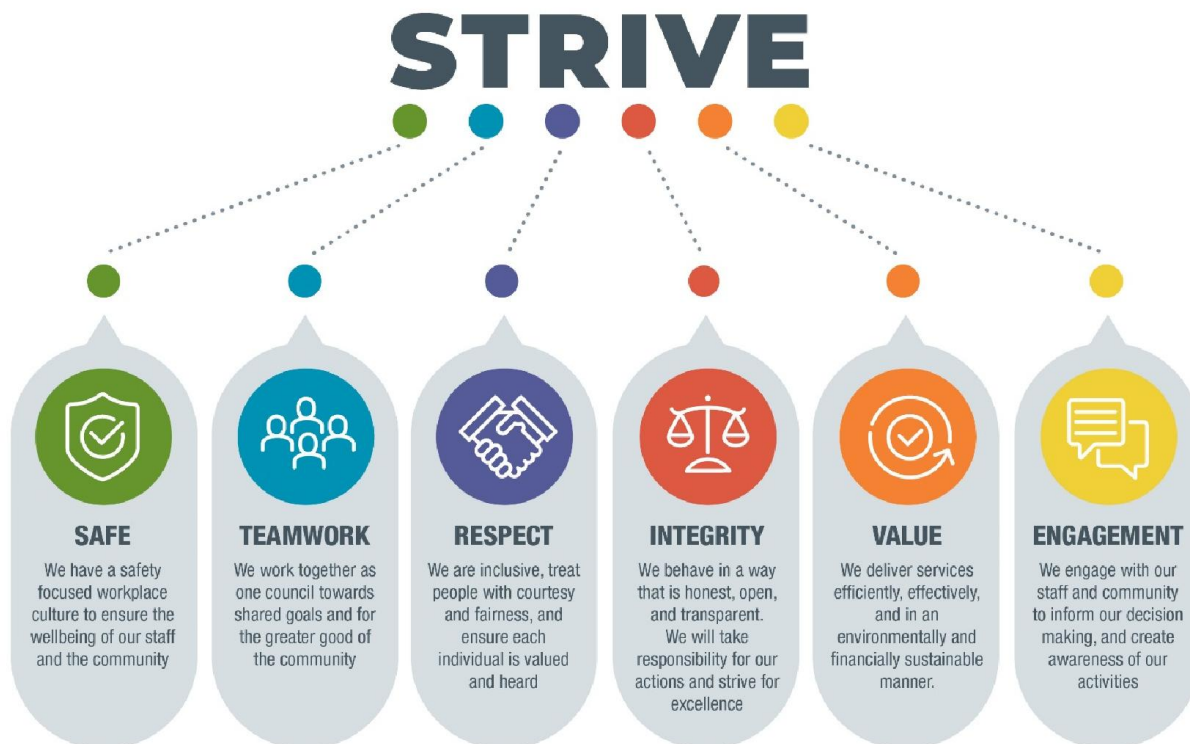 STRIVE
SAFE
We have a safety
focused workplace
culture to ensure the
wellbeing of our staff
and the community
TEAMWORK
We work together as
one council towards
shared goals and for
the greater good of
the community
RESPECT
We are inclusive, treat
people with courtesy
and fairness, and
ensure each
individual is valued
and heard
INTEGRITY
We behave in a way
that is honest, open,
and transparent.
We will take
responsibility for our
actions and strive for
excellence
VALUE
We deliver services
efficiently, effectively,
and in an
environmentally and
financially sustainable
manner.
ENGAGEMENT
We engage with our
staff and community
to inform our decision
making, and create
awareness of our
activities